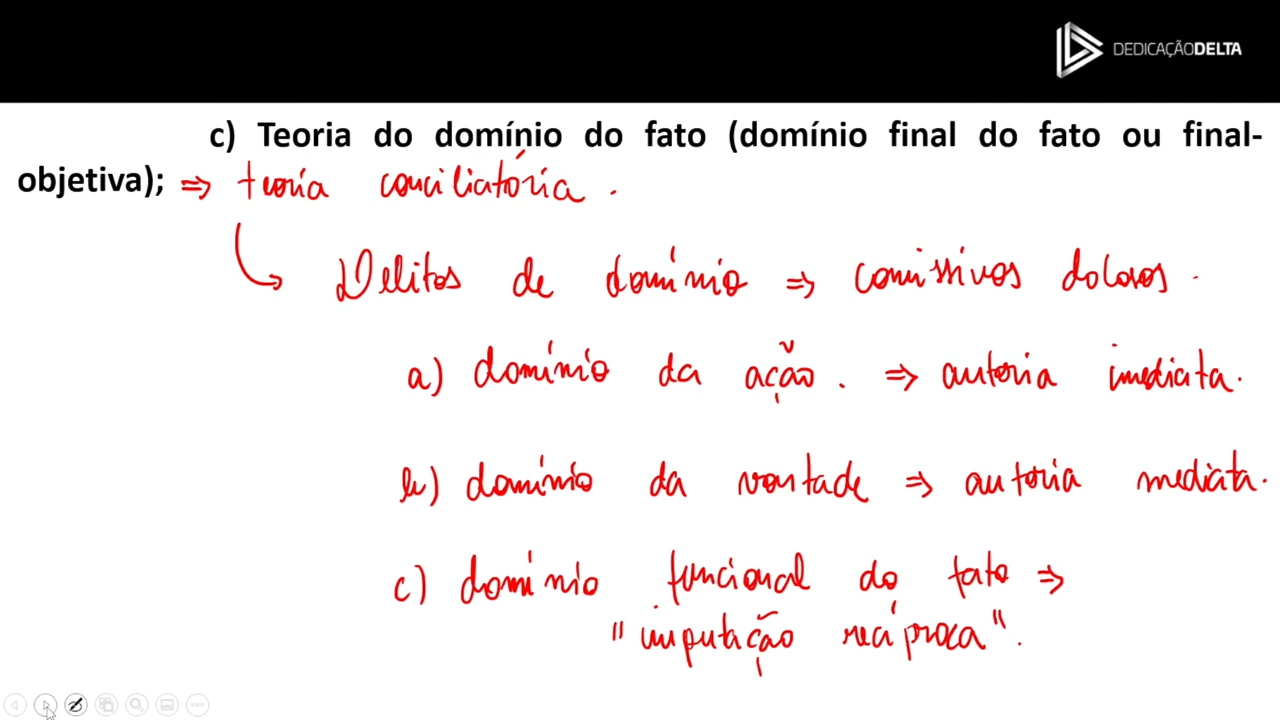 DEDICAÇÃODELTA
c) Teoria do domínio do fato (domínio final do fato ou final-
objetiva); ⇒ teoria conciliatória.
Delitos de domínio ⇒ comissivos dolosos.
a) domínio da ação. ⇒ autoria imediata.
b) domínio da vontade ⇒ autoria mediata.
c) domínio funcional do fato ⇒
"imputação recíproca".